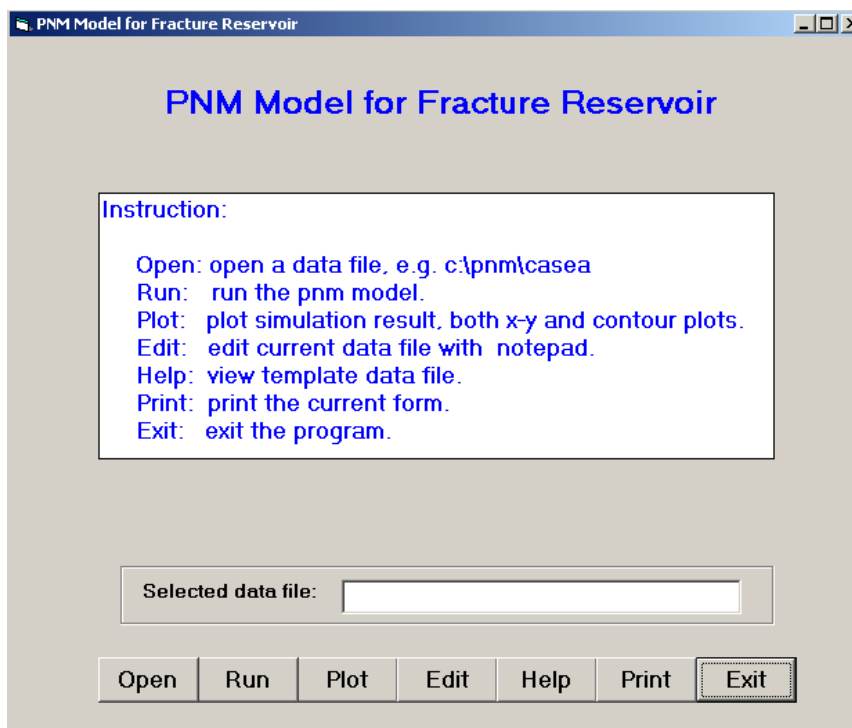 PNM Model for Fracture Reservoir
PNM Model for Fracture Reservoir
Instruction:
Open: open a data file, e.g. c:\pnm\casea
Run: run the pnm model.
Plot: plot simulation result, both x-y and contour plots.
Edit: edit current data file with notepad.
Help: view template data file.
Print: print the current form.
Exit: exit the program.
Selected data file:
Open Run Plot Edit Help Print Exit